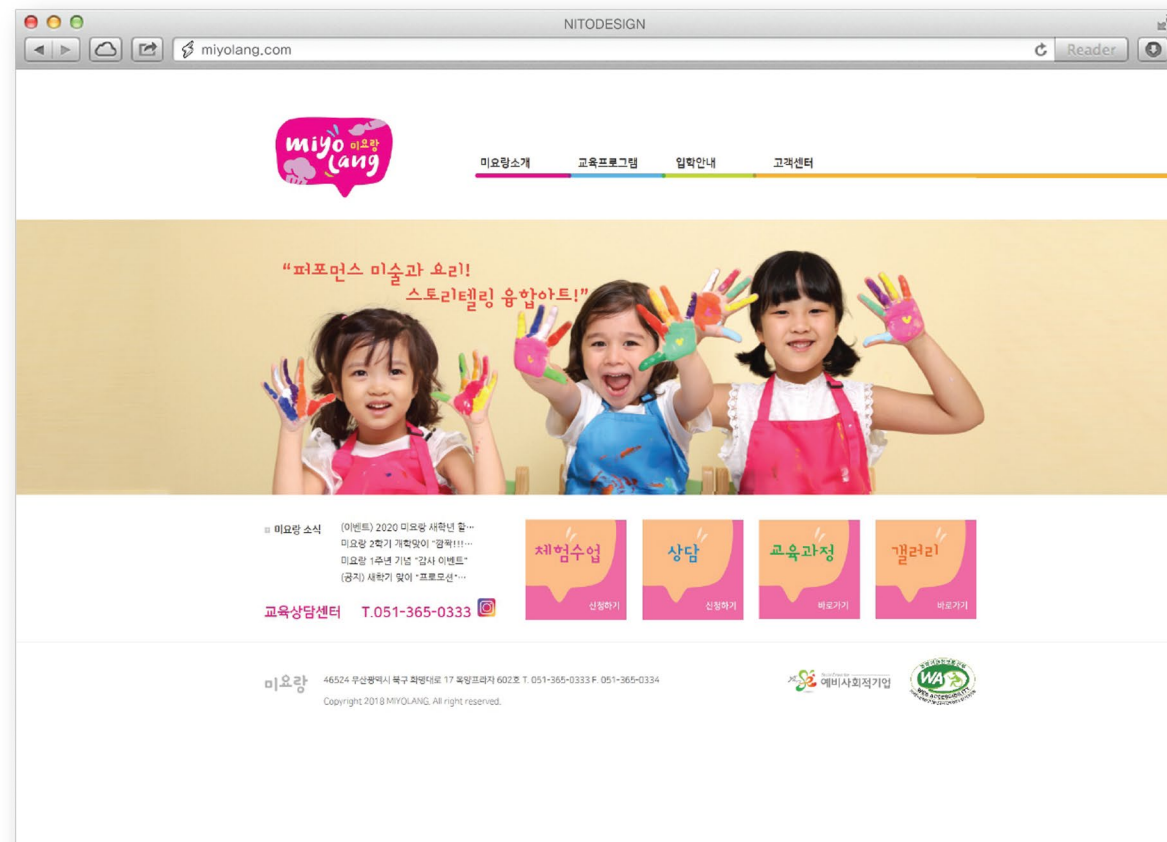 NITODESIGN
miyolang.com
Reader
miyo 미요랑
lang
미요랑소개 교육프로그램 입학안내 고객센터
“퍼포먼스 미술과 요리!
스토리텔링 융합아트!”
미요랑 소식
(이벤트) 2020 미요랑 새학년 할…
미요랑 2학기 개학맞이 "깜짝!!!…
미요랑 1주년 기념 "감사 이벤트"
(공지) 새학기 맞이 "프로모션"…
교육상담센터 T.051-365-0333
체험수업
신청하기
상담
신청하기
교육과정
바로가기
갤러리
바로가기
미요랑
46524 부산광역시 북구 화명대로 17 목양프라자 602호 T. 051-365-0333 F. 051-365-0334
Copyright 2018 MIYOLANG. All right reserved.
예비사회적기업
WA
WEB ACCESSIBILITY